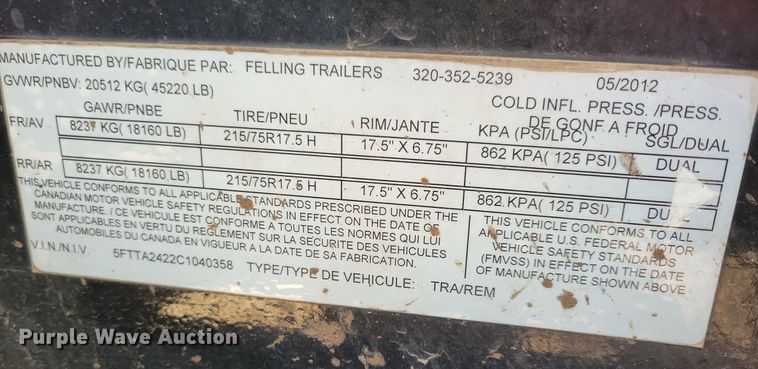 MANUFACTURED BY/FABRIQUE PAR: FELLING TRAILERS 320-352-5239 05/2012
GVWR/PNBV: 20512 KG( 45220 LB)
COLD INFL. PRESS. /PRESS.
DE GONF A FROID
GAWR/PNBE TIRE/PNEU RIM/JANTE KPA (PSI/LPC) SGL/DUAL
FR/AV 8237 KG( 18160 LB) 215/75R17.5 H 17.5" X 6.75" 862 KPA( 125 PSI) DUAL
RR/AR 8237 KG( 18160 LB) 215/75R17.5 H 17.5" X 6.75" 862 KPA( 125 PSI) DUAL
THIS VEHICLE CONFORMS TO ALL APPLICABLE STANDARDS PRESCRIBED UNDER THE
CANADIAN MOTOR VEHICLE SAFETY REGULATIONS IN EFFECT ON THE DATE OF
MANUFACTURE. / CE VEHICULE EST CONFORME A TOUTES LES NORMES QUI LUI
SONT APPLICABLES EN VERTU DU REGLEMENT SUR LA SECURITE DES VEHICULES
AUTOMOBILES DU CANADA EN VIGUEUR A LA DATE DE SA FABRICATION.
THIS VEHICLE CONFORMS TO ALL
APPLICABLE U.S. FEDERAL MOTOR
VEHICLE SAFETY STANDARDS
(FMVSS) IN EFFECT ON THE DATE
OF MANUFACTURE SHOWN ABOVE
V.I.N./N.I.V. 5FTTA2422C1040358 TYPE/TYPE DE VEHICULE: TRA/REM
Purple Wave Auction